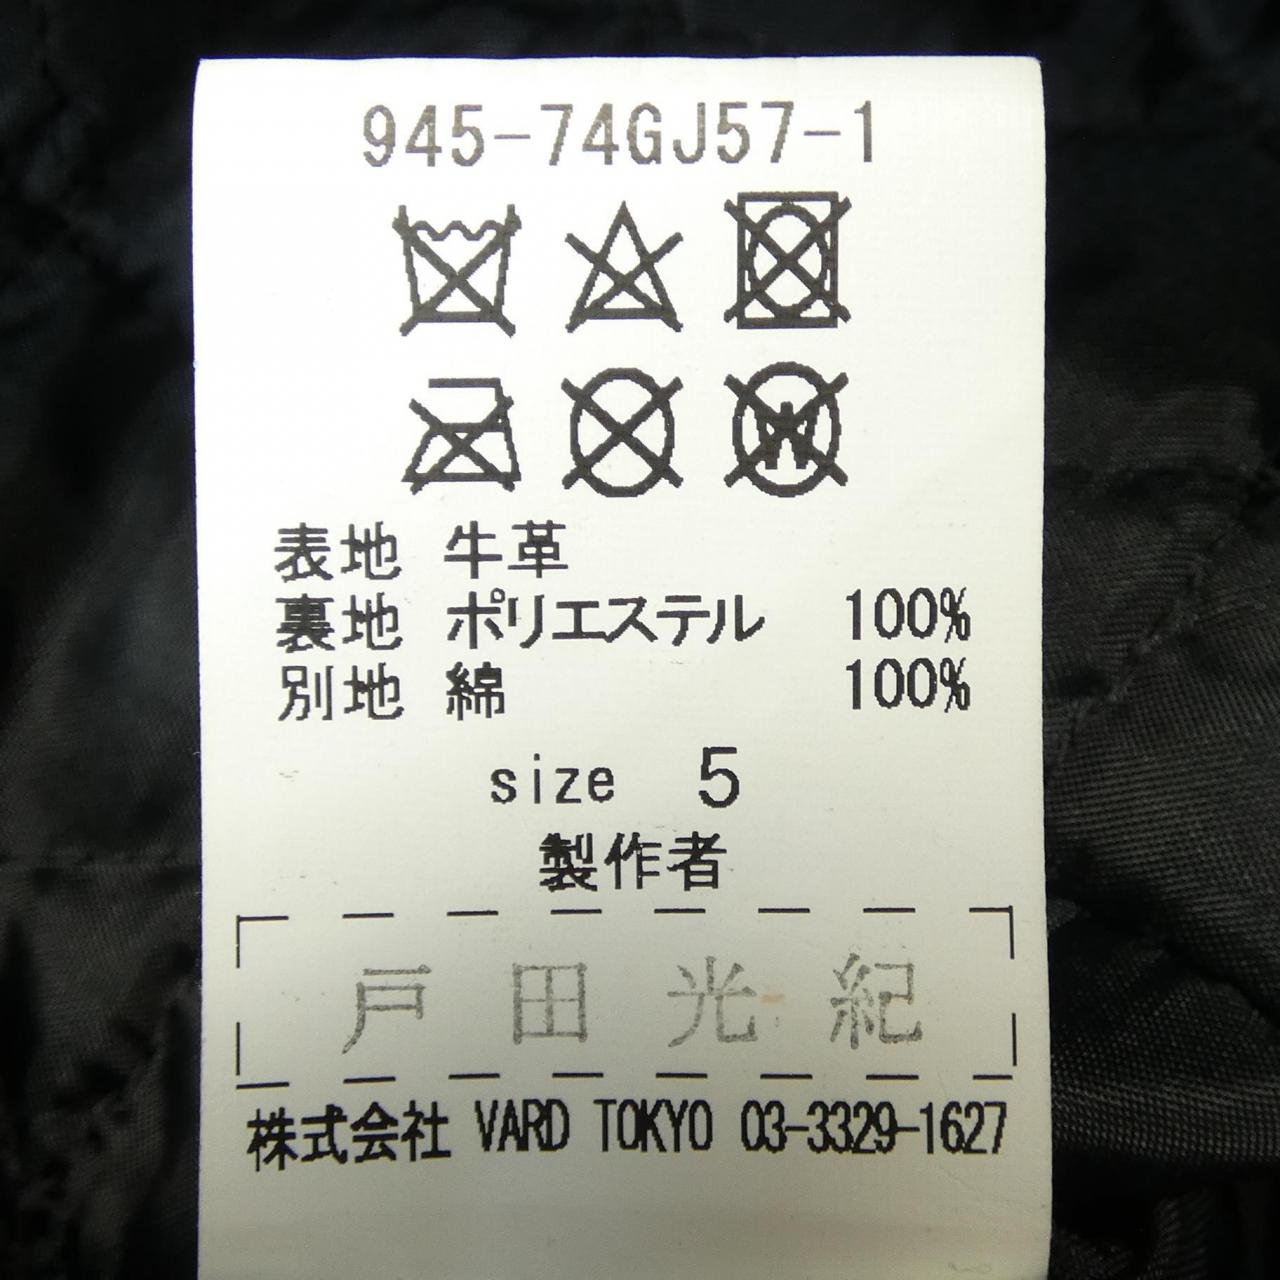 945-74GJ57-1
表地 牛革
裏地 ポリエステル 100%
別地 綿 100%
size 5
製作者
戸田光紀
株式会社 VARD TOKYO 03-3329-1627